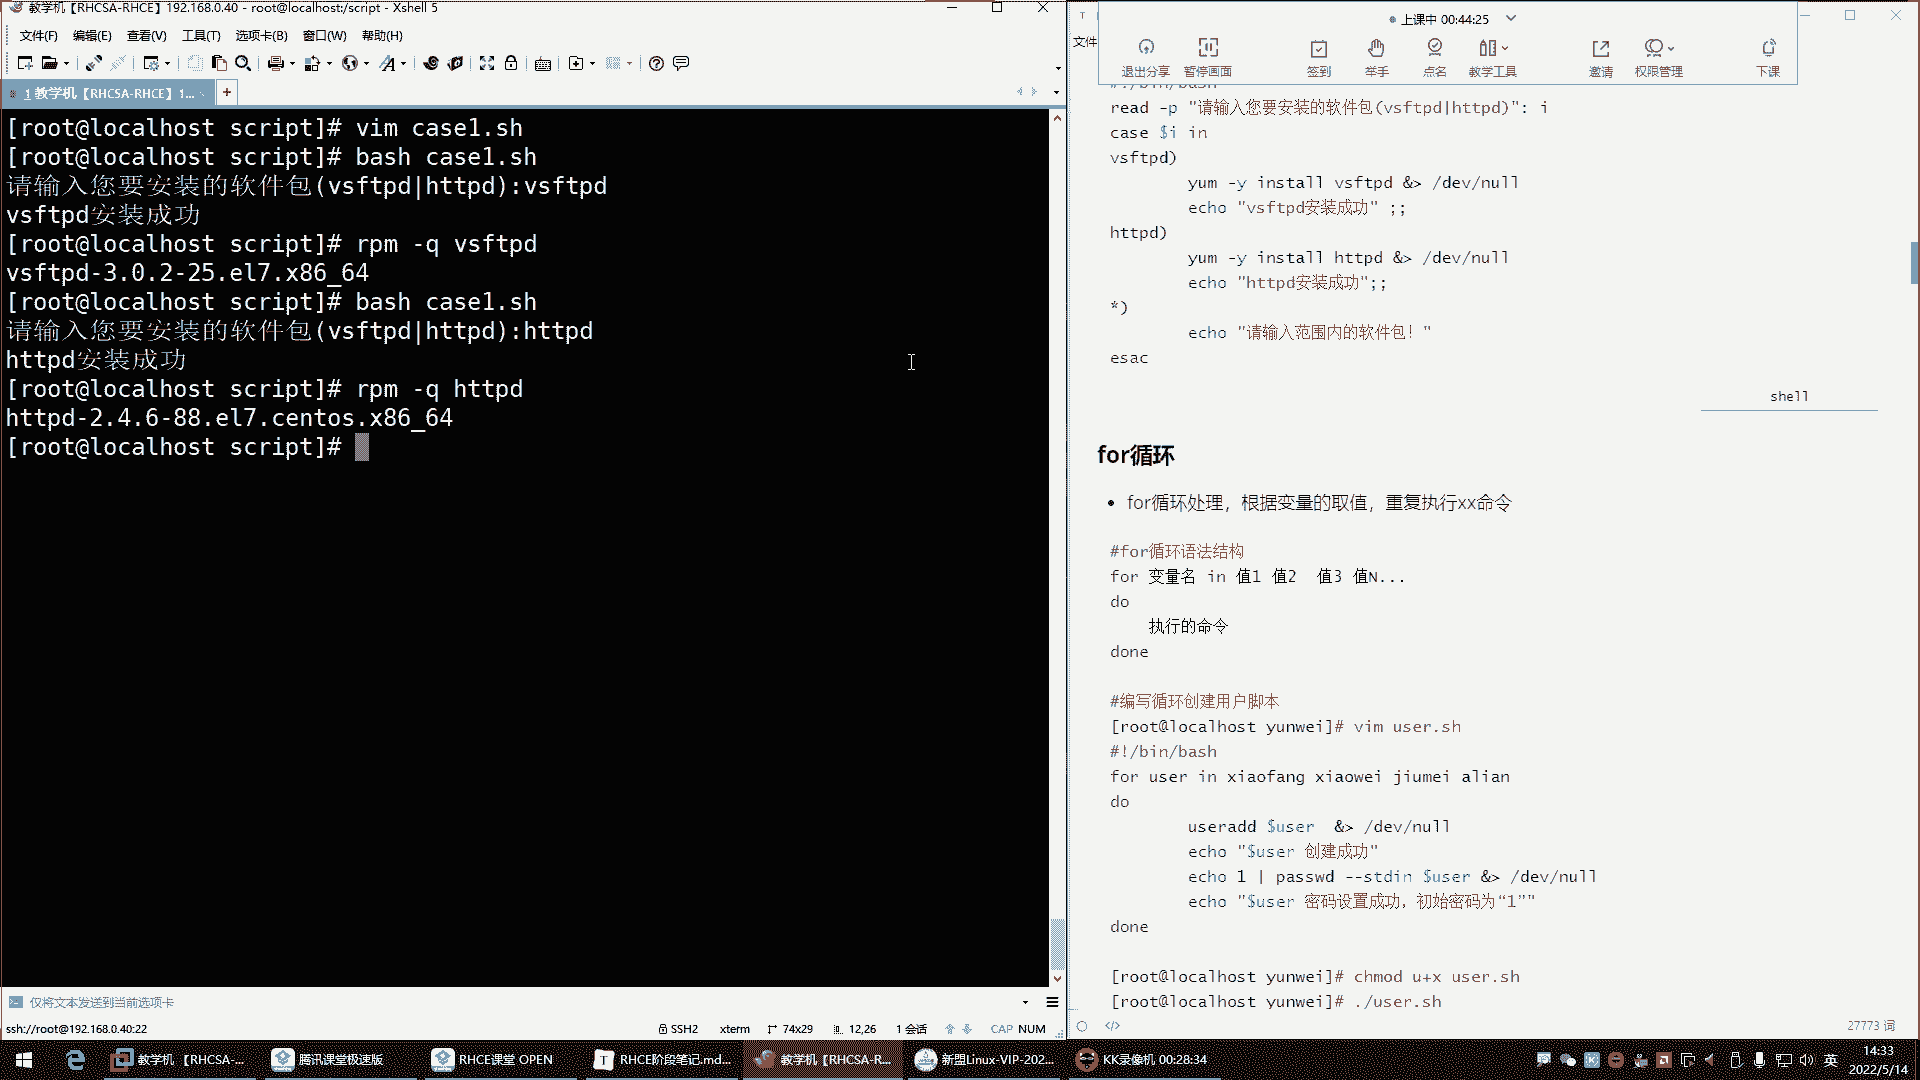 教学机【RHCSA-RHCE】192.168.0.40 - root@localhost:/script - Xshell 5
文件(F) 编辑(E) 查看(V) 工具(T) 选项卡(B) 窗口(W) 帮助(H)
1 教学机【RHCSA-RHCE】1...
[root@localhost script]# vim case1.sh
[root@localhost script]# bash case1.sh
请输入您要安装的软件包(vsftpd|httpd):vsftpd
vsftpd安装成功
[root@localhost script]# rpm -q vsftpd
vsftpd-3.0.2-25.el7.x86_64
[root@localhost script]# bash case1.sh
请输入您要安装的软件包(vsftpd|httpd):httpd
httpd安装成功
[root@localhost script]# rpm -q httpd
httpd-2.4.6-88.el7.centos.x86_64
[root@localhost script]#
仅将文本发送到当前选项卡
ssh://root@192.168.0.40:22 SSH2 xterm 74x29 12,26 1 会话 CAP NUM
上课中 00:44:25
文件
退出分享 暂停画面 签到 举手 点名 教学工具 邀请 权限管理 下课
#!/bin/bash
read -p "请输入您要安装的软件包(vsftpd|httpd)": i
case $i in
vsftpd)
yum -y install vsftpd &> /dev/null
echo "vsftpd安装成功" ;;
httpd)
yum -y install httpd &> /dev/null
echo "httpd安装成功";;
*)
echo "请输入范围内的软件包！"
esac
shell
for循环
• for循环处理，根据变量的取值，重复执行xx命令
#for循环语法结构
for 变量名 in 值1 值2 值3 值N...
do
执行的命令
done
#编写循环创建用户脚本
[root@localhost yunwei]# vim user.sh
#!/bin/bash
for user in xiaofang xiaowei jiumei alian
do
useradd $user &> /dev/null
echo "$user 创建成功"
echo 1 | passwd --stdin $user &> /dev/null
echo "$user 密码设置成功，初始密码为“1”"
done
[root@localhost yunwei]# chmod u+x user.sh
[root@localhost yunwei]# ./user.sh
27773 词
教学机 【RHCSA-... 腾讯课堂极速版 RHCE课堂 OPEN RHCE阶段笔记.md... 教学机【RHCSA-R... 新盟Linux-VIP-202... KK录像机 00:28:34 英 14:33
2022/5/14